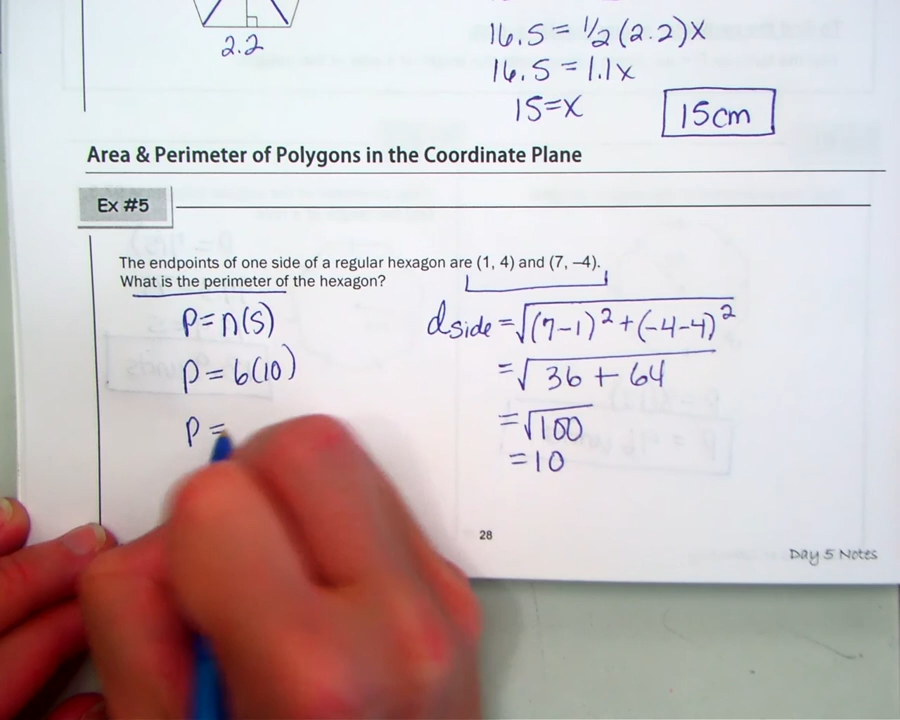 2.2
16.5 = 1/2 (2.2)x
16.5 = 1.1x
15=x
15cm
Area & Perimeter of Polygons in the Coordinate Plane
Ex #5
The endpoints of one side of a regular hexagon are (1, 4) and (7, –4).
What is the perimeter of the hexagon?
P=n(s)
P=6(10)
P=
dside=√(7-1)²+(-4-4)²
=√36+64
=√100
=10
28
Day 5 Notes